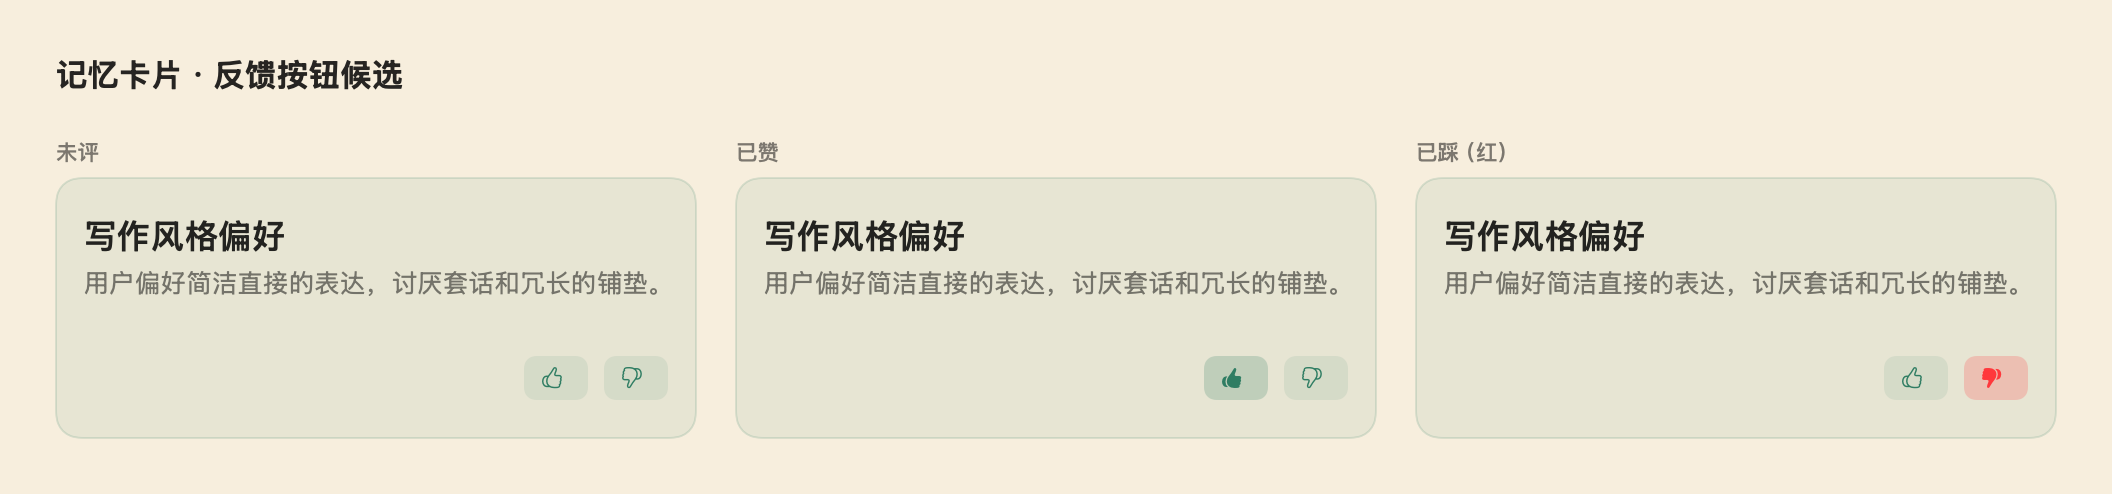 记忆卡片 · 反馈按钮候选
未评
写作风格偏好
用户偏好简洁直接的表达，讨厌套话和冗长的铺垫。
已赞
写作风格偏好
用户偏好简洁直接的表达，讨厌套话和冗长的铺垫。
已踩（红）
写作风格偏好
用户偏好简洁直接的表达，讨厌套话和冗长的铺垫。